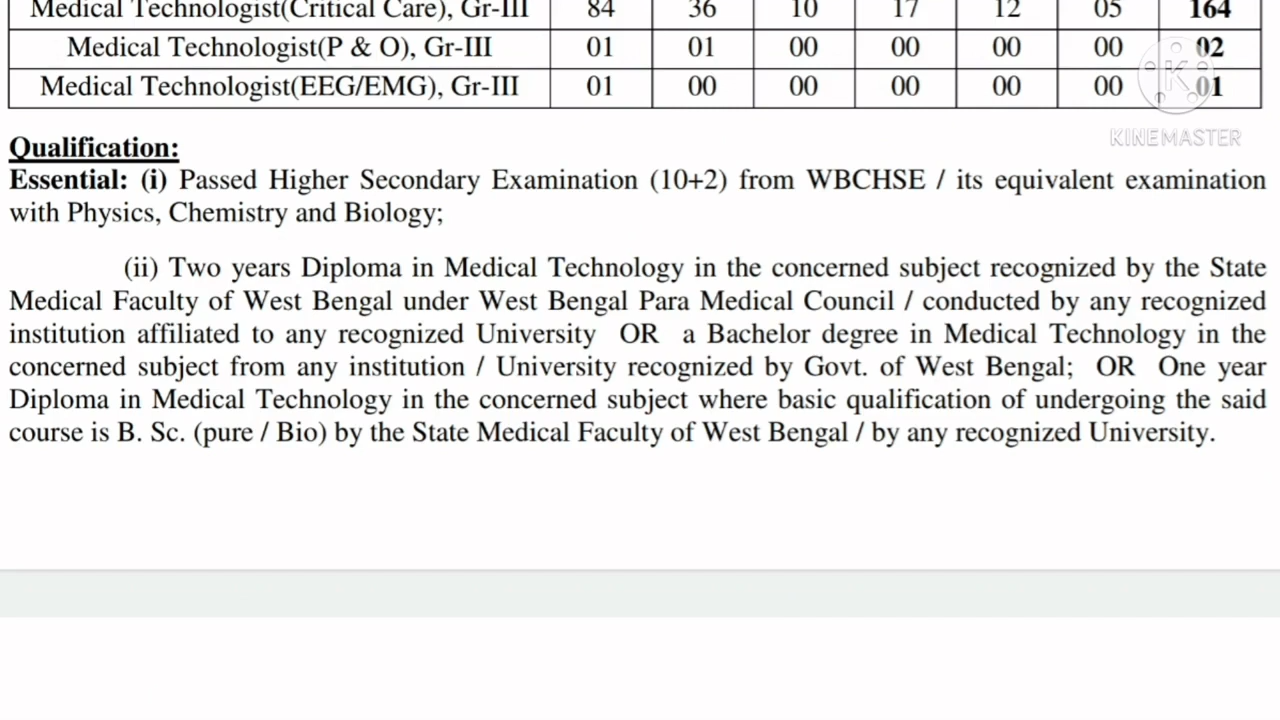 Medical Technologist(Critical Care), Gr-III 84 36 10 17 12 05 164
Medical Technologist(P & O), Gr-III 01 01 00 00 00 00 02
Medical Technologist(EEG/EMG), Gr-III 01 00 00 00 00 00 01
KINEMASTER
Qualification:
Essential: (i) Passed Higher Secondary Examination (10+2) from WBCHSE / its equivalent examination
with Physics, Chemistry and Biology;
(ii) Two years Diploma in Medical Technology in the concerned subject recognized by the State
Medical Faculty of West Bengal under West Bengal Para Medical Council / conducted by any recognized
institution affiliated to any recognized University OR a Bachelor degree in Medical Technology in the
concerned subject from any institution / University recognized by Govt. of West Bengal; OR One year
Diploma in Medical Technology in the concerned subject where basic qualification of undergoing the said
course is B. Sc. (pure / Bio) by the State Medical Faculty of West Bengal / by any recognized University.